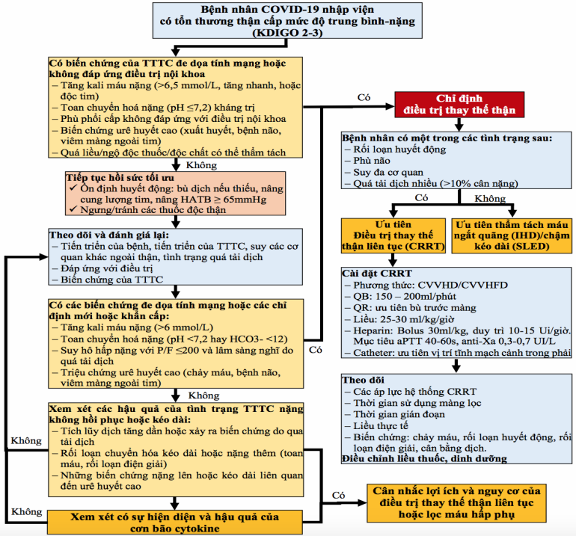 Bệnh nhân COVID-19 nhập viện
có tổn thương thận cấp mức độ trung bình-nặng
(KDIGO 2-3)
Có biến chứng của TTTC đe dọa tính mạng hoặc
không đáp ứng điều trị nội khoa
– Tăng kali máu nặng (>6,5 mmol/L, tăng nhanh, hoặc
độc tim)
– Toan chuyển hoá nặng (pH ≤7,2) kháng trị
– Phù phổi cấp không đáp ứng với điều trị nội khoa
– Biến chứng urê huyết cao (xuất huyết, bệnh não,
viêm màng ngoài tim)
– Quá liều/ngộ độc thuốc/độc chất có thể thẩm tách
Không
Tiếp tục hồi sức tối ưu
✓ Ổn định huyết động: bù dịch nếu thiếu, nâng
cung lượng tim, nâng HATB ≥ 65mmHg
✓ Ngưng/tránh các thuốc độc thận
Theo dõi và đánh giá lại:
– Tiến triển của bệnh, tiến triển của TTTC, suy các cơ
quan khác ngoài thận, tình trạng quá tải dịch
– Đáp ứng với điều trị
– Biến chứng của TTTC
Có các biến chứng đe dọa tính mạng hoặc các chỉ
định mới hoặc khẩn cấp:
– Tăng kali máu nặng (>6 mmol/L)
– Toan chuyển hoá nặng (pH <7,2 hay HCO3- <12)
– Suy hô hấp nặng với P/F ≤200 và lâm sàng nghĩ do
quá tải dịch
– Triệu chứng urê huyết cao (chảy máu, bệnh não,
viêm màng ngoài tim)
Không
Không
Xem xét các hậu quả của tình trạng TTTC nặng
không hồi phục hoặc kéo dài:
– Tích lũy dịch tăng dần hoặc xảy ra biến chứng do quá
tải dịch
– Rối loạn chuyển hóa kéo dài hoặc nặng thêm (toan
máu, rối loạn điện giải)
– Những biến chứng nặng lên hoặc kéo dài liên quan
đến urê huyết cao
Không
Xem xét có sự hiện diện và hậu quả của
cơn bão cytokine
Có
Có
Chỉ định
điều trị thay thế thận
Bệnh nhân có một trong các tình trạng sau:
– Rối loạn huyết động
– Phù não
– Suy đa cơ quan
– Quá tải dịch nhiều (>10% cân nặng)
Có
Không
Ưu tiên
Điều trị thay thế
thận liên tục (CRRT)
Ưu tiên thẩm tách máu
ngắt quãng (IHD)/chậm
kéo dài (SLED)
Cài đặt CRRT
– Phương thức: CVVHD/CVVHFD
– QB: 150 – 200ml/phút
– QR: ưu tiên bù trước màng
– Liều: 25-30 ml/kg/giờ
– Heparin: Bolus 30ml/kg, duy trì 10-15 Ui/giờ.
Mục tiêu aPTT 40-60s, anti-Xa 0,3-0,7 UI/L
– Catheter: ưu tiên vị trí tĩnh mạch cảnh trong phải
Theo dõi
– Các áp lực hệ thống CRRT
– Thời gian sử dụng màng lọc
– Thời gian gián đoạn
– Liều thực tế
– Biến chứng: chảy máu, rối loạn huyết động, rối
loạn điện giải, cân bằng dịch.
Điều chỉnh liều thuốc, dinh dưỡng
Có
Cân nhắc lợi ích và nguy cơ của
điều trị thay thế thận liên tục
hoặc lọc máu hấp phụ